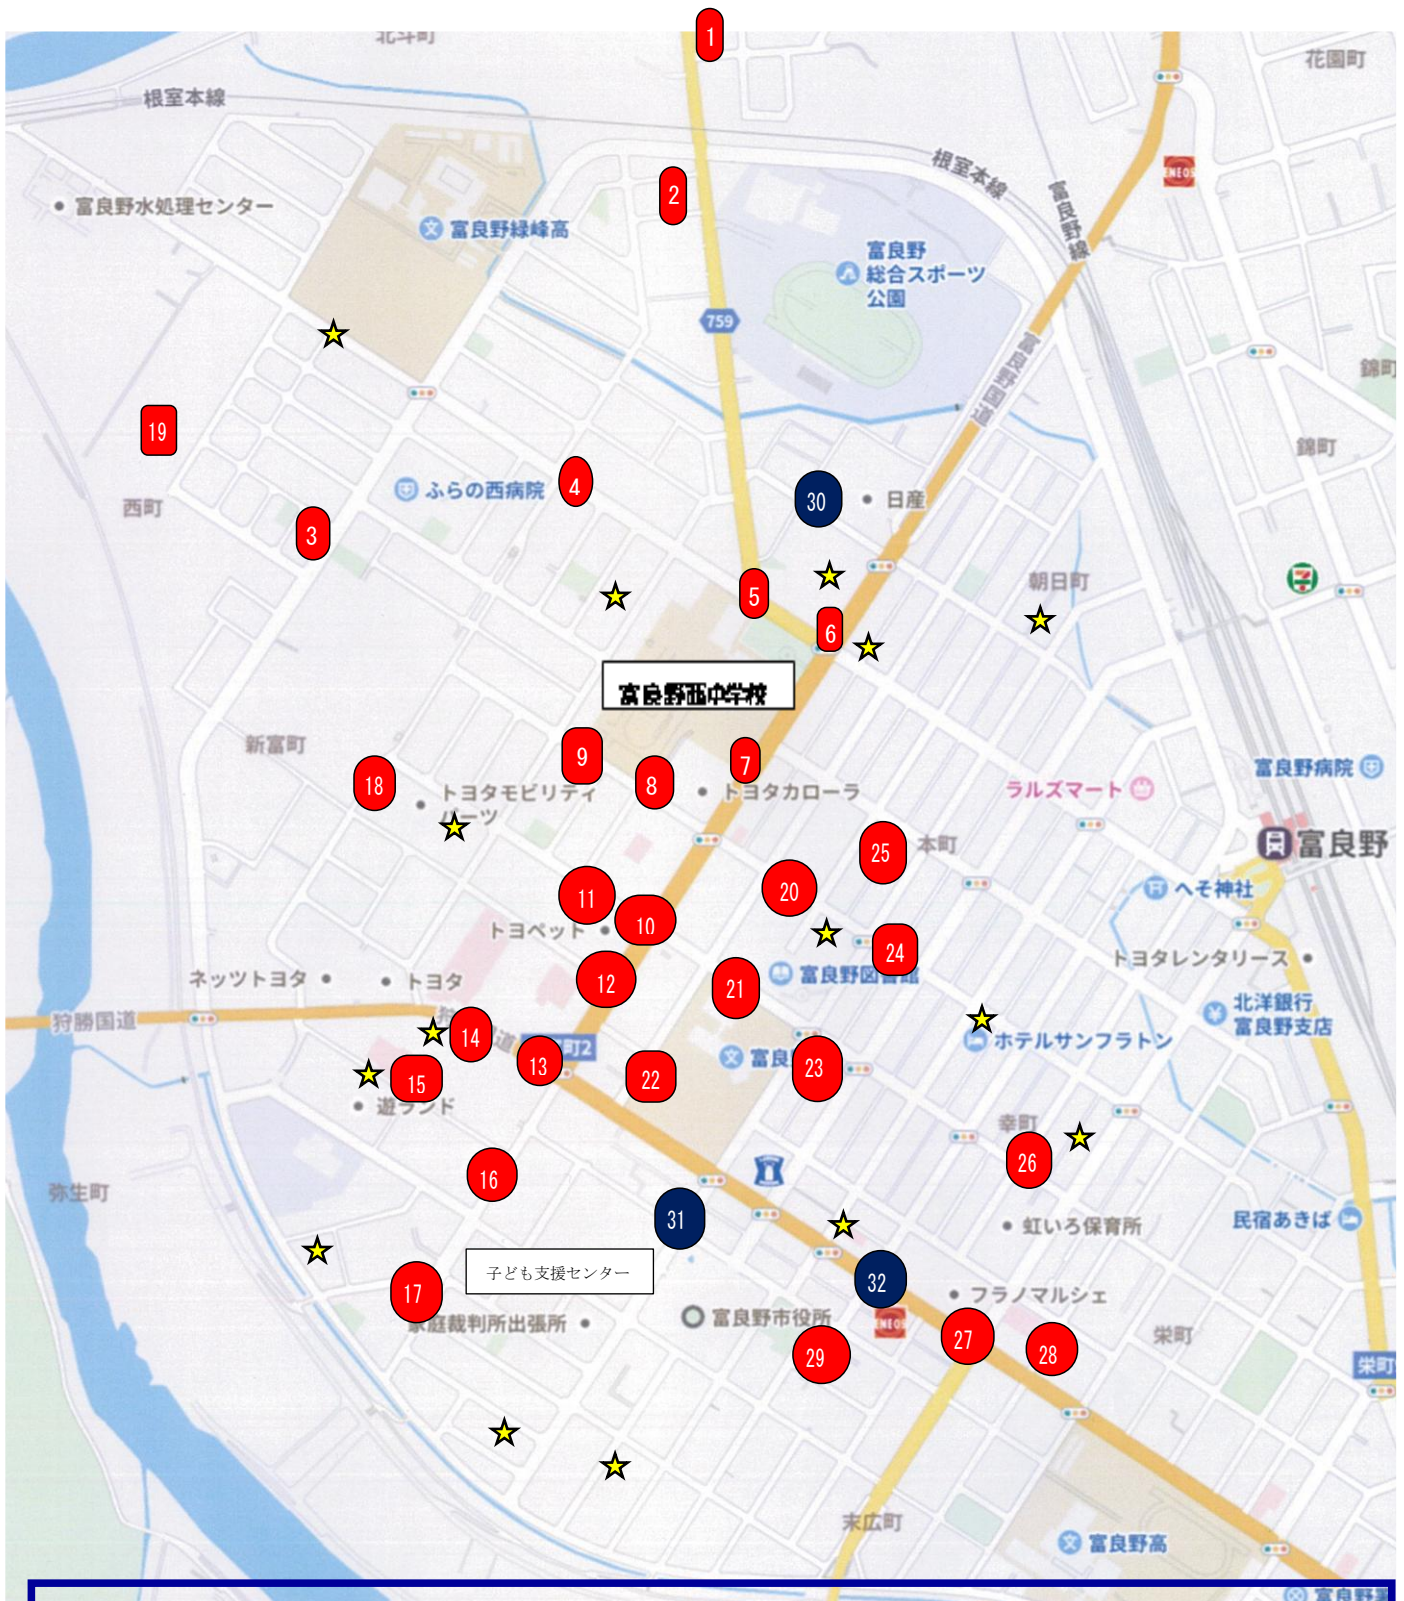 1
北斗町
花園町
根室本線
根室本線
ENEOS
2
富良野線
富良野水処理センター
富良野緑峰高
富良野
総合スポーツ
公園
759
富良野国道
錦町
19
錦町
4
ふらの西病院
30
日産
西町
3
5
朝日町
7
6
富良野西中学校
新富町
9
7
富良野病院
18
8
トヨタモビリティ
パーツ
トヨタカローラ
ラルズマート
25
本町
富良野
20
11
へそ神社
10
トヨペット
24
トヨタレンタリース
ネッツトヨタ
トヨタ
12
21
富良野図書館
北洋銀行
富良野支店
狩勝国道
14
13
町2
富良
23
ホテルサンフラトン
15
22
遊ランド
幸町
26
16
弥生町
31
虹いろ保育所
民宿あきば
子ども支援センター
32
17
フラノマルシェ
家庭裁判所出張所
富良野市役所
ENEOS
27
28
栄町
29
栄町
末広町
富良野高